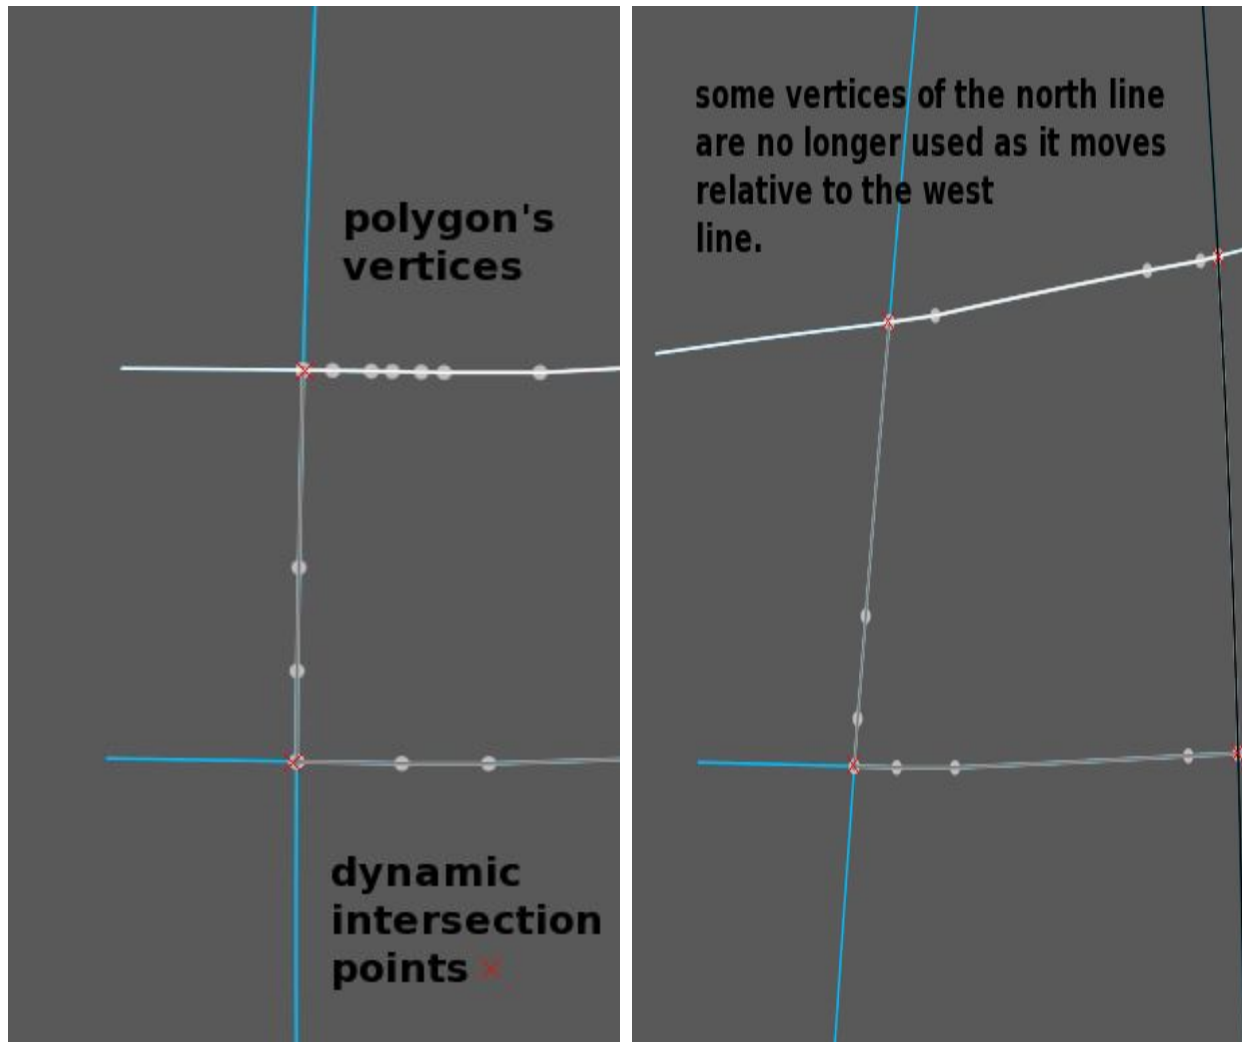 polygon's
vertices
dynamic
intersection
points
some vertices of the north line
are no longer used as it moves
relative to the west
line.